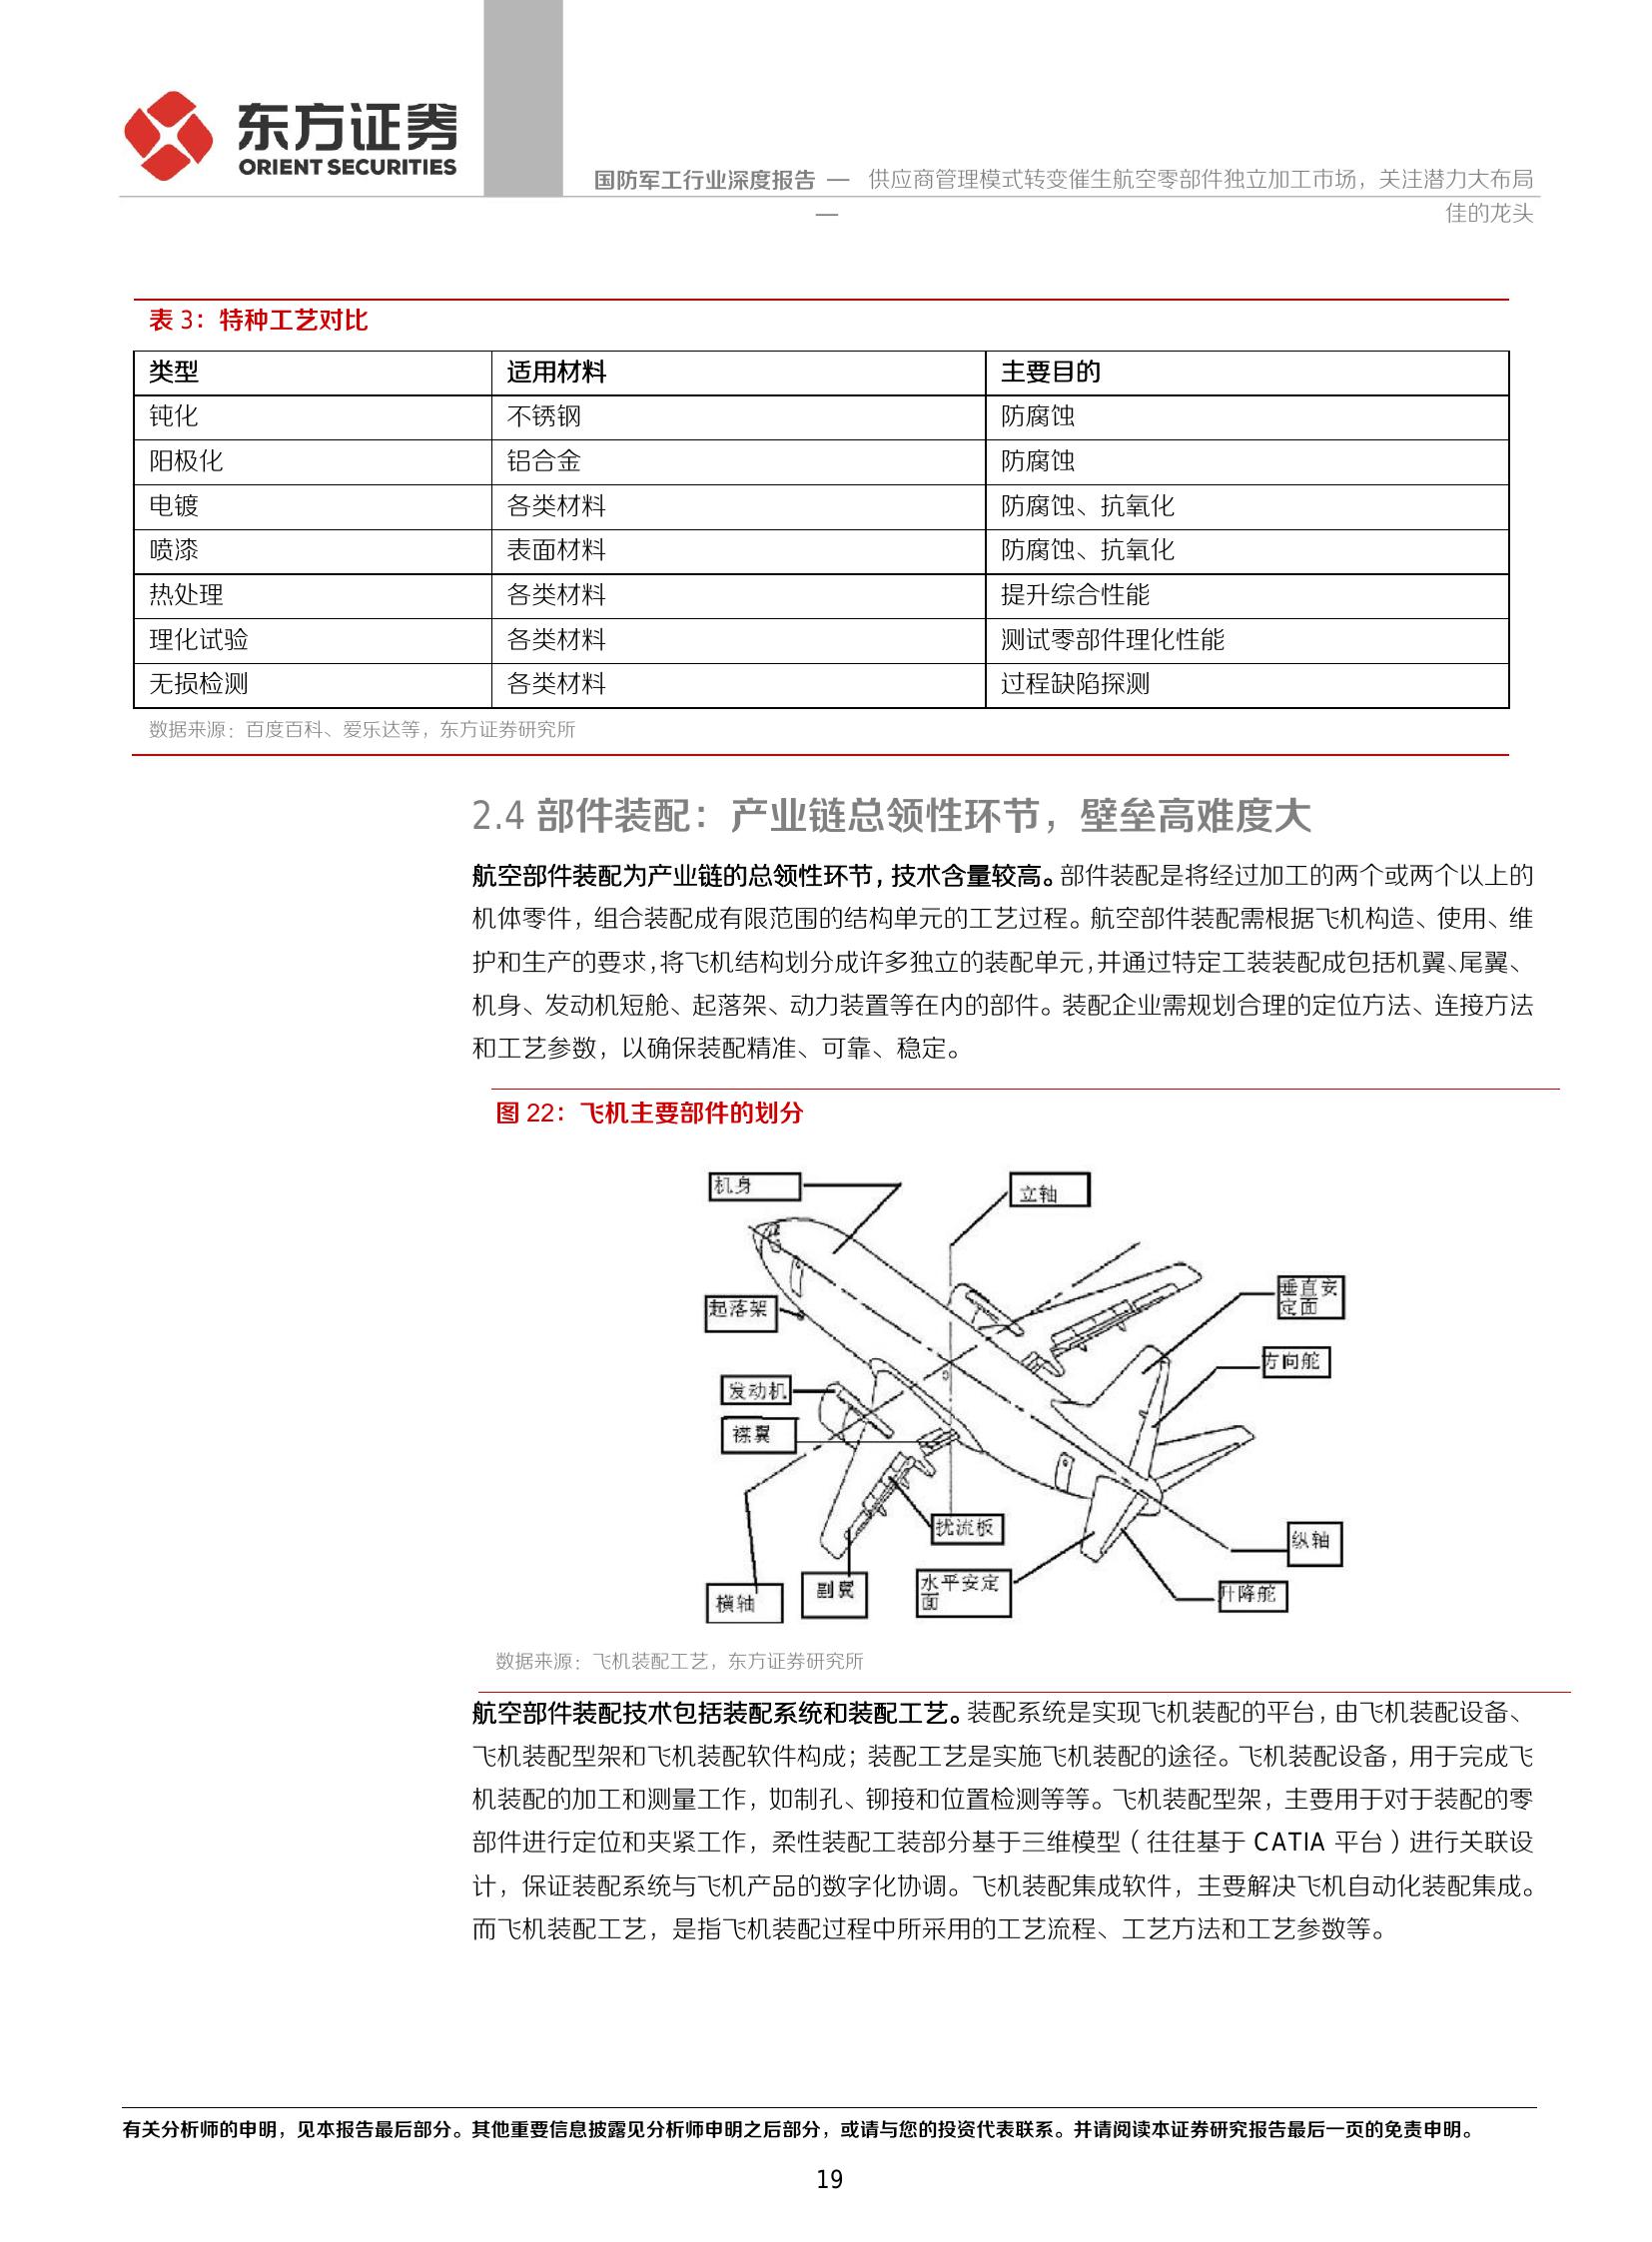 东方证券
ORIENT SECURITIES
国防军工行业深度报告 — 供应商管理模式转变催生航空零部件独立加工市场，关注潜力大布局
— 佳的龙头
表 3：特种工艺对比
类型 适用材料 主要目的
钝化 不锈钢 防腐蚀
阳极化 铝合金 防腐蚀
电镀 各类材料 防腐蚀、抗氧化
喷漆 表面材料 防腐蚀、抗氧化
热处理 各类材料 提升综合性能
理化试验 各类材料 测试零部件理化性能
无损检测 各类材料 过程缺陷探测
数据来源：百度百科、爱乐达等，东方证券研究所
2.4 部件装配：产业链总领性环节，壁垒高难度大
航空部件装配为产业链的总领性环节，技术含量较高。部件装配是将经过加工的两个或两个以上的
机体零件，组合装配成有限范围的结构单元的工艺过程。航空部件装配需根据飞机构造、使用、维
护和生产的要求，将飞机结构划分成许多独立的装配单元，并通过特定工装装配成包括机翼、尾翼、
机身、发动机短舱、起落架、动力装置等在内的部件。装配企业需规划合理的定位方法、连接方法
和工艺参数，以确保装配精准、可靠、稳定。
图 22：飞机主要部件的划分
机身
立轴
起落架
垂直安
定面
方向舵
发动机
襟翼
扰流板
纵轴
横轴
副翼
水平安定
面
升降舵
数据来源：飞机装配工艺，东方证券研究所
航空部件装配技术包括装配系统和装配工艺。装配系统是实现飞机装配的平台，由飞机装配设备、
飞机装配型架和飞机装配软件构成；装配工艺是实施飞机装配的途径。飞机装配设备，用于完成飞
机装配的加工和测量工作，如制孔、铆接和位置检测等等。飞机装配型架，主要用于对于装配的零
部件进行定位和夹紧工作，柔性装配工装部分基于三维模型（往往基于 CATIA 平台）进行关联设
计，保证装配系统与飞机产品的数字化协调。飞机装配集成软件，主要解决飞机自动化装配集成。
而飞机装配工艺，是指飞机装配过程中所采用的工艺流程、工艺方法和工艺参数等。
有关分析师的申明，见本报告最后部分。其他重要信息披露见分析师申明之后部分，或请与您的投资代表联系。并请阅读本证券研究报告最后一页的免责申明。
19